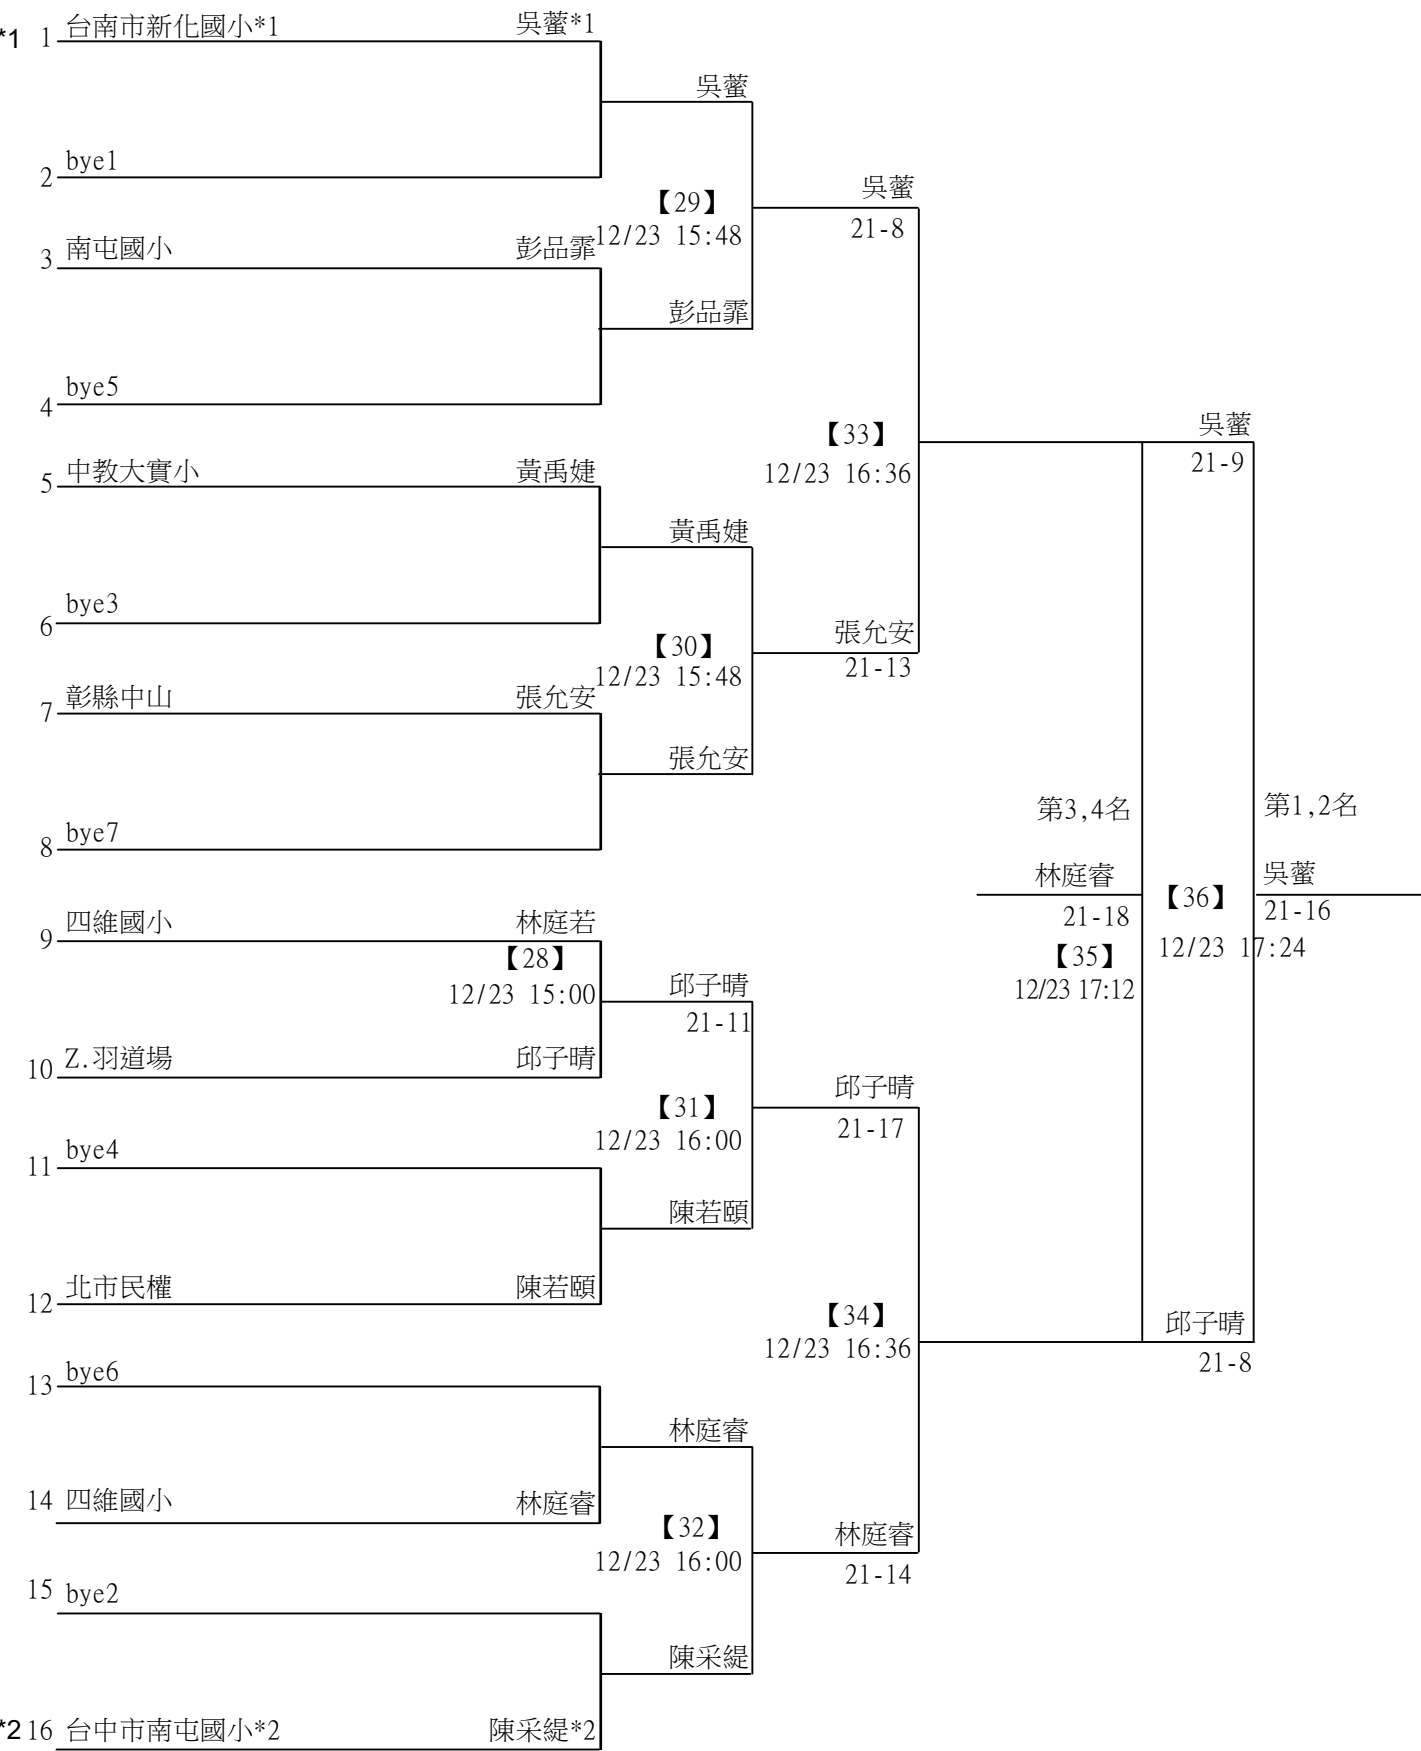 *1 1 台南市新化國小*1 吳蕿*1
吳蕿
2 bye1
吳蕿
【29】
21-8
12/23 15:48
3 南屯國小 彭品霏
彭品霏
4 bye5
吳蕿
【33】
21-9
12/23 16:36
5 中教大實小 黃禹婕
黃禹婕
6 bye3
張允安
【30】
21-13
12/23 15:48
7 彰縣中山 張允安
張允安
第3,4名
第1,2名
8 bye7
林庭睿
吳蕿
【36】
21-18
21-16
9 四維國小 林庭若
【28】
【35】
12/23 17:24
12/23 15:00
12/23 17:12
邱子晴
21-11
10 Z.羽道場 邱子晴
邱子晴
【31】
21-17
12/23 16:00
11 bye4
陳若頤
12 北市民權 陳若頤
【34】
邱子晴
12/23 16:36
21-8
13 bye6
林庭睿
14 四維國小 林庭睿
【32】
林庭睿
12/23 16:00
21-14
15 bye2
陳采緹
*2 16 台中市南屯國小*2 陳采緹*2